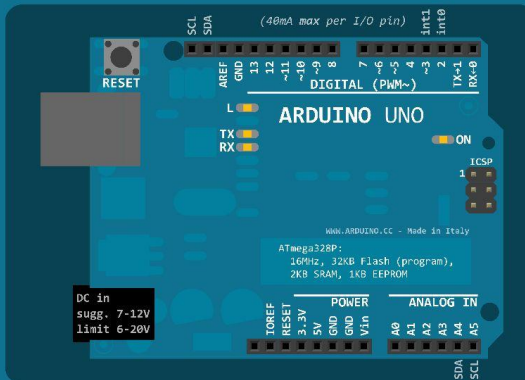 SCL
SDA
(40mA max per I/O pin)
int1
int0
RESET
AREF
GND
13
12
~11
~10
~9
8
7
~6
~5
4
~3
2
TX→1
RX←0
DIGITAL (PWM~)
L
TX
RX
ARDUINO UNO
ON
ICSP
1
WWW.ARDUINO.CC - Made in Italy
ATmega328P:
16MHz, 32KB Flash (program),
2KB SRAM, 1KB EEPROM
DC in
sugg. 7-12V
limit 6-20V
POWER
ANALOG IN
IOREF
RESET
3.3V
5V
GND
GND
Vin
A0
A1
A2
A3
A4
A5
SDA
SCL